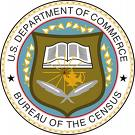 U.S. DEPARTMENT OF COMMERCE
BUREAU OF THE CENSUS